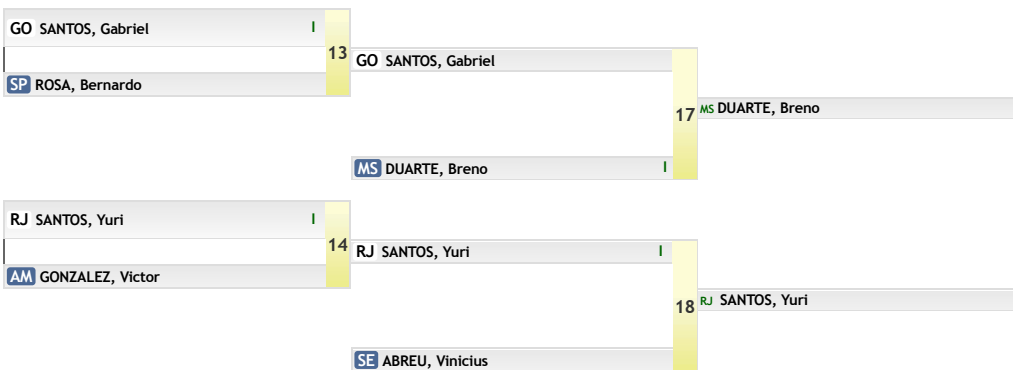 GO SANTOS, Gabriel I
13
GO SANTOS, Gabriel
SP ROSA, Bernardo
17
MS DUARTE, Breno
MS DUARTE, Breno I
RJ SANTOS, Yuri I
14
RJ SANTOS, Yuri I
AM GONZALEZ, Victor
18
RJ SANTOS, Yuri
SE ABREU, Vinicius